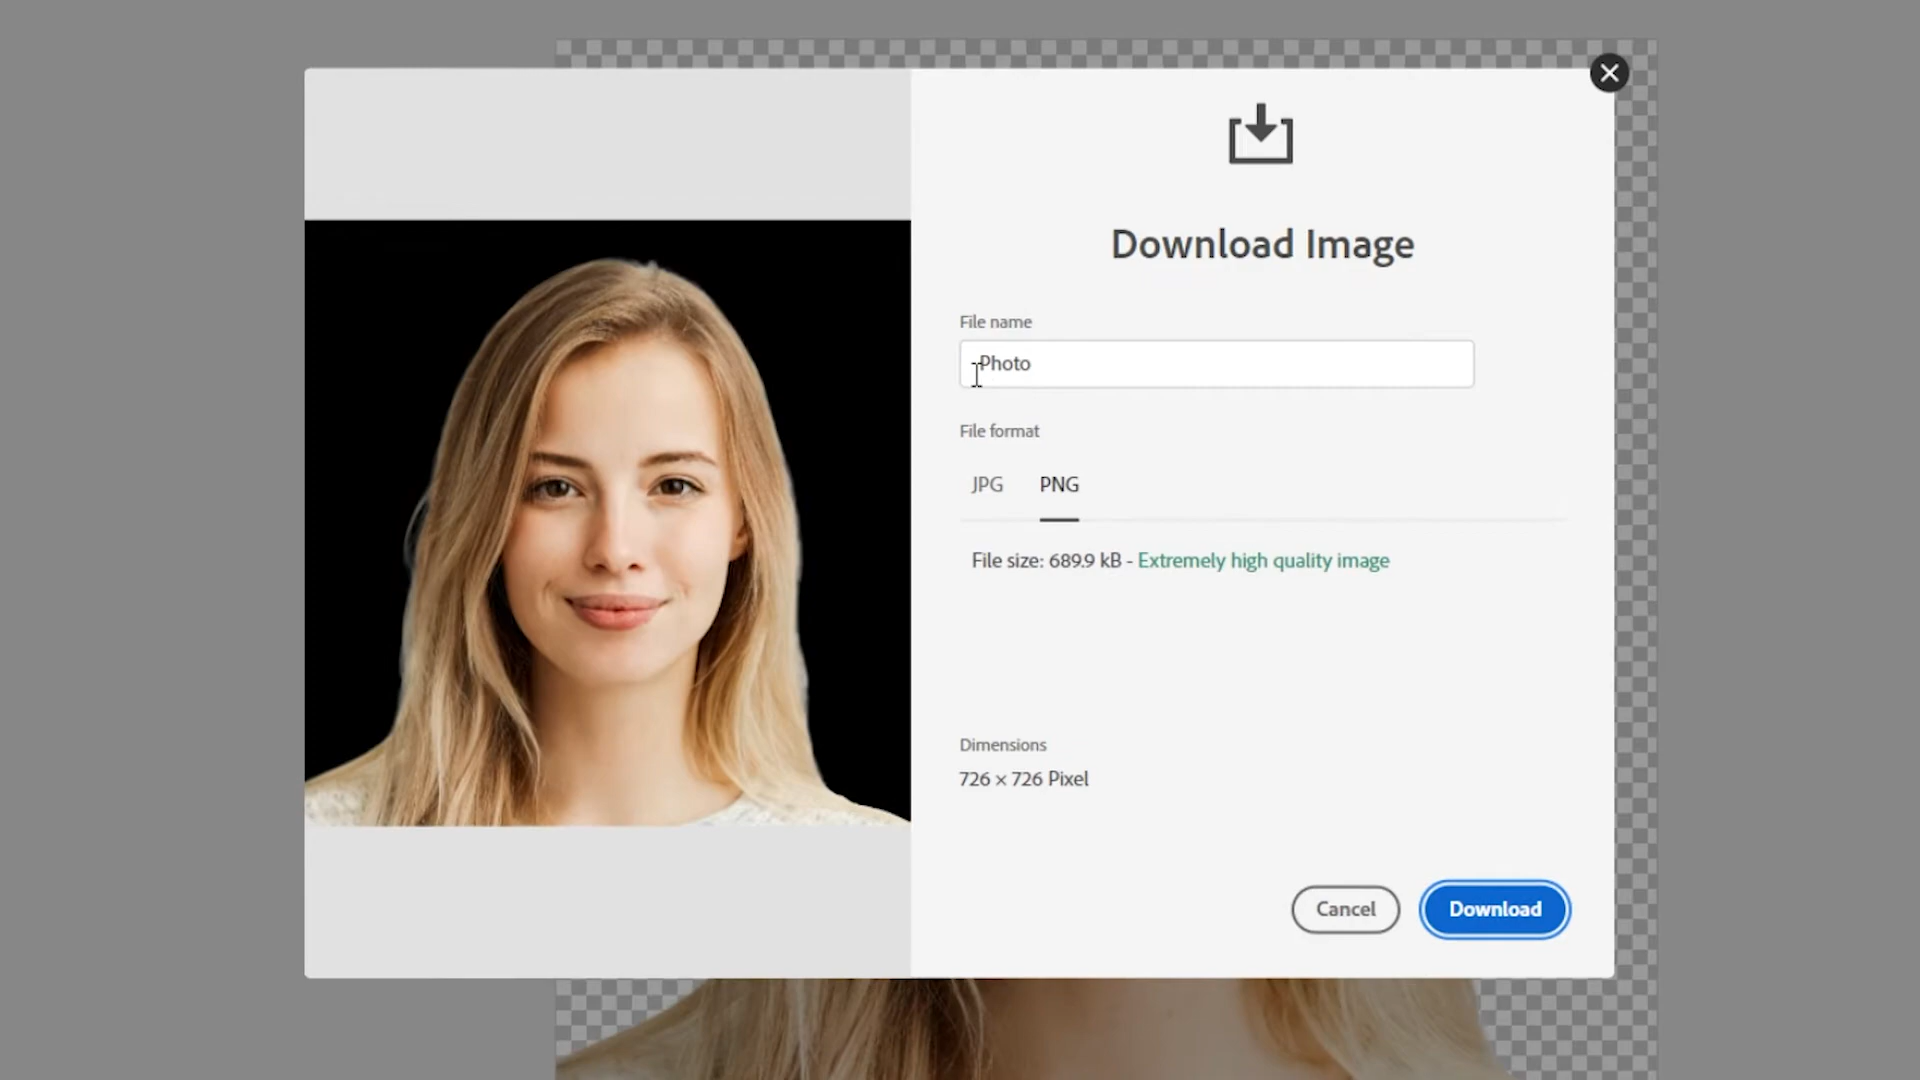 Download Image
File name
Photo
File format
JPG PNG
File size: 689.9 kB - Extremely high quality image
Dimensions
726 × 726 Pixel
Cancel Download